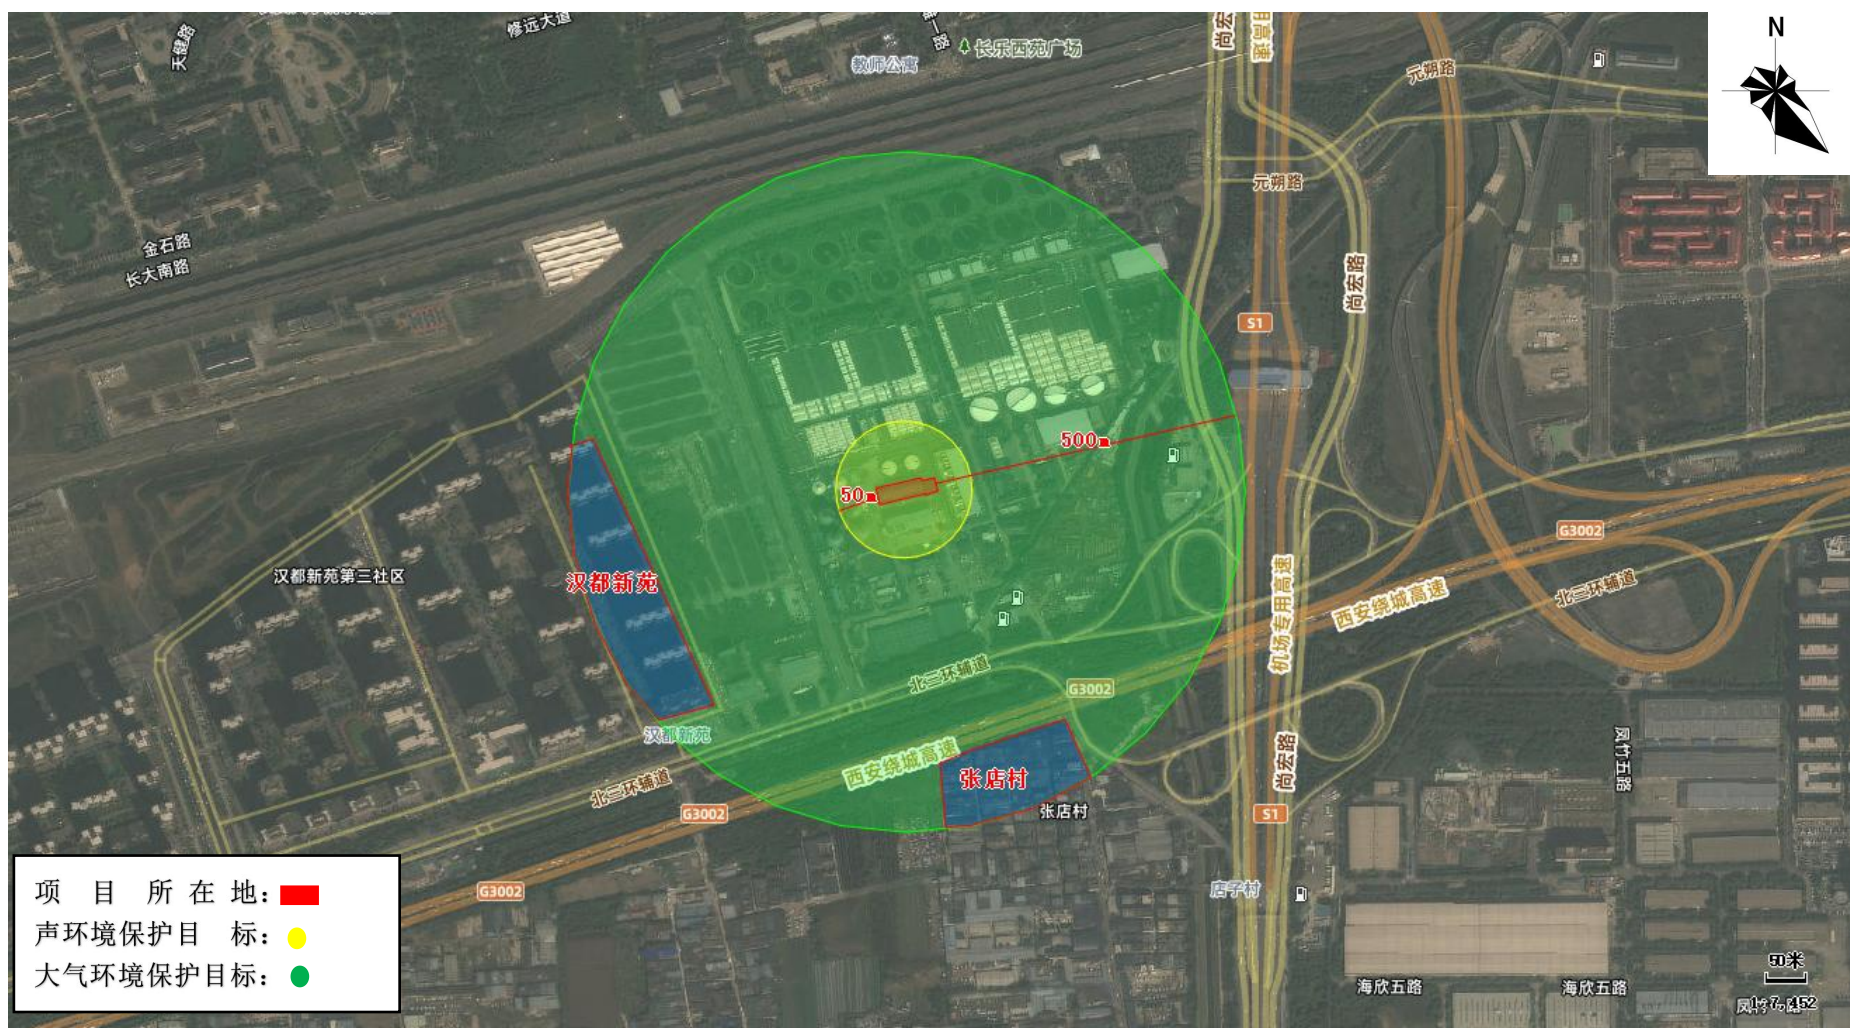 天健路
修远大道
教师公寓
长乐西苑广场
尚宏
N
元朔路
元朔路
金石路
长大南路
尚宏路
S1
500m
50m
G3002
汉都新苑第三社区
汉都新苑
机场专用高速
西安绕城高速
北三环辅道
北三环辅道
G3002
汉都新苑
西安绕城高速
张店村
张店村
尚宏路
凤竹五路
北三环辅道
G3002
S1
G3002
店子村
项目所在地：
声环境保护目标：
大气环境保护目标：
50米
海欣五路
海欣五路
1:7,452